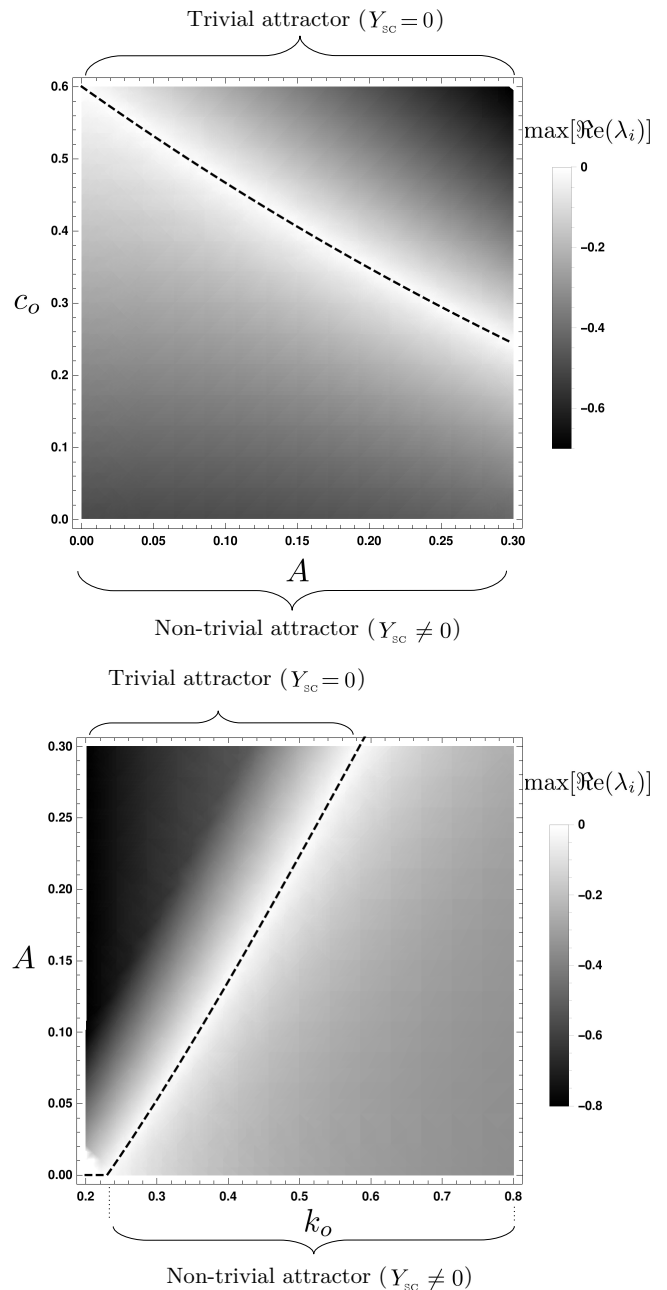 Trivial attractor (Y_SC = 0)
0.6
max[ℜe(λ_i)]
0.5
0
0.4
−0.2
c_o
0.3
−0.4
0.2
−0.6
0.1
0.0
0.00 0.05 0.10 0.15 0.20 0.25 0.30
A
Non-trivial attractor (Y_SC ≠ 0)
Trivial attractor (Y_SC = 0)
0.30
max[ℜe(λ_i)]
0.25
0
0.20
−0.2
A
0.15
−0.4
0.10
−0.6
0.05
−0.8
0.00
0.2 0.3 0.4 0.5 0.6 0.7 0.8
k_o
Non-trivial attractor (Y_SC ≠ 0)